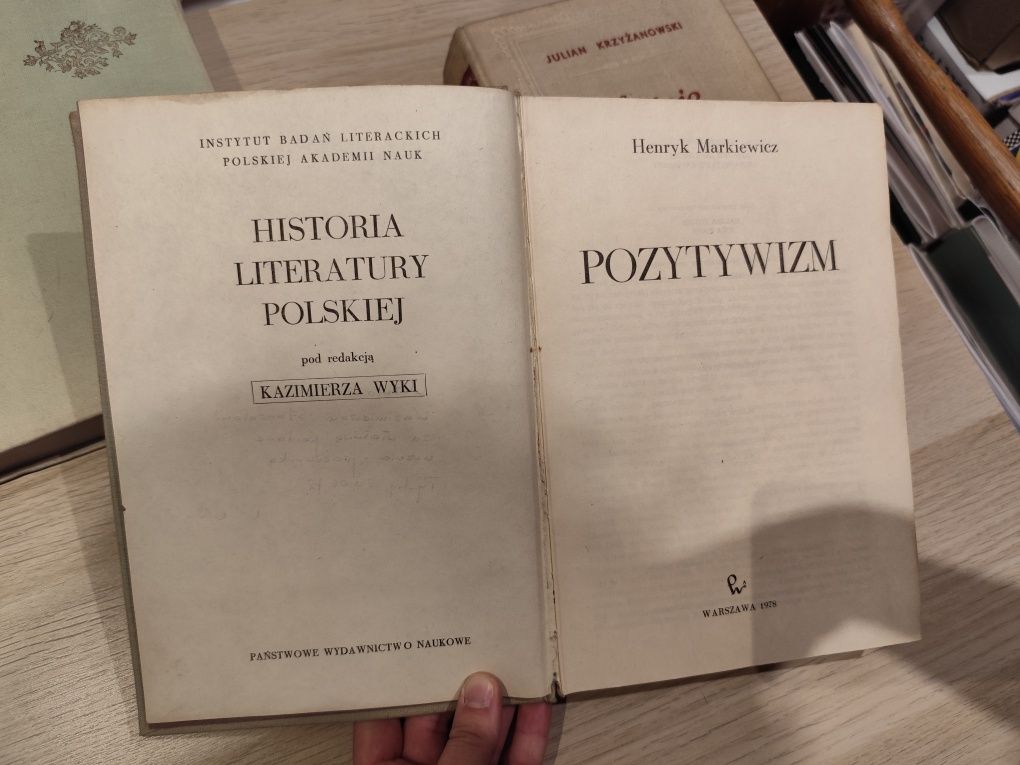 JULIAN KRZYŻANOWSKI
INSTYTUT BADAŃ LITERACKICH
POLSKIEJ AKADEMII NAUK
HISTORIA
LITERATURY
POLSKIEJ
pod redakcją
KAZIMIERZA WYKI
PAŃSTWOWE WYDAWNICTWO NAUKOWE
Henryk Markiewicz
POZYTYWIZM
WARSZAWA 1978